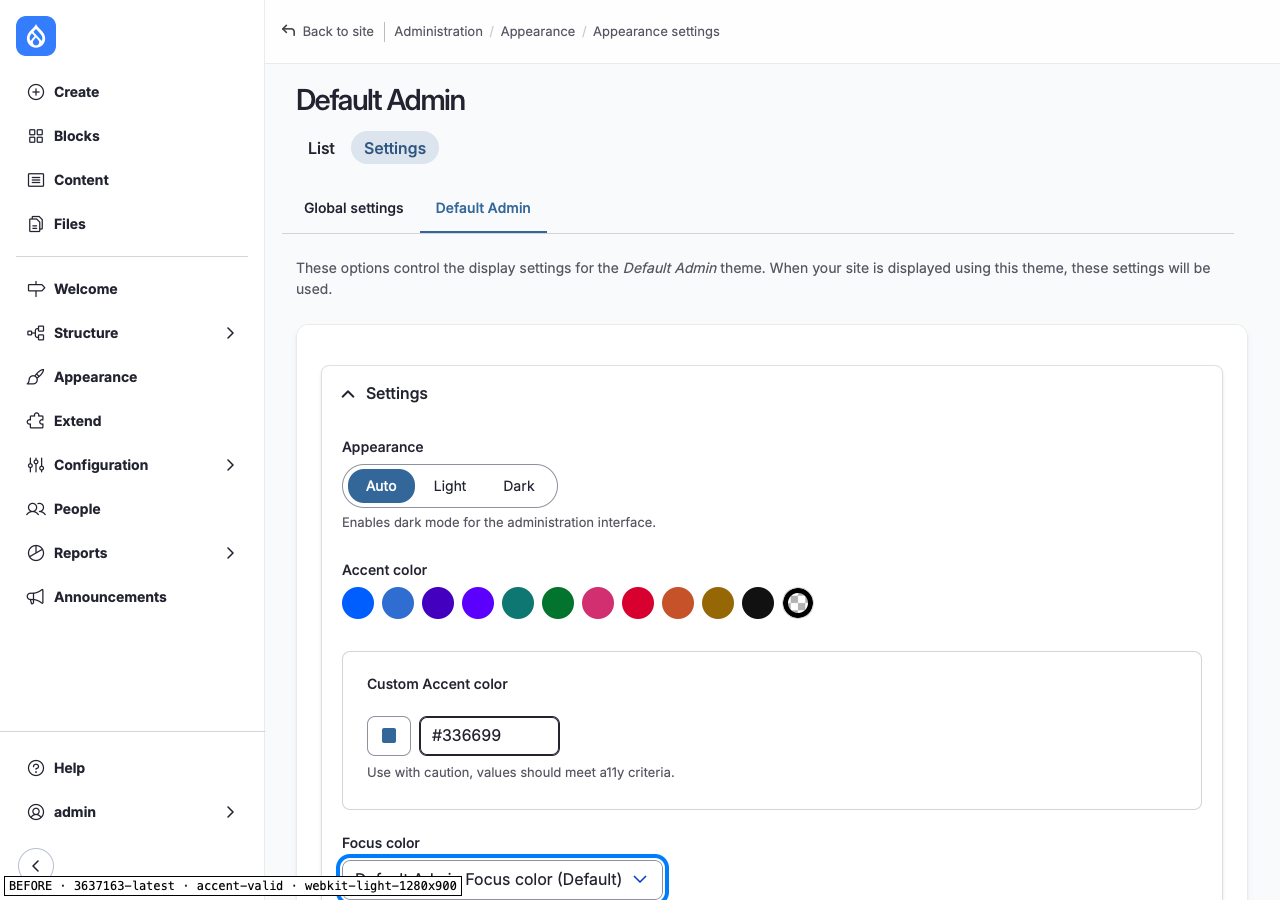 Back to site
Administration / Appearance / Appearance settings
Default Admin
List
Settings
Global settings
Default Admin
These options control the display settings for the Default Admin theme. When your site is displayed using this theme, these settings will be
used.
Create
Blocks
Content
Files
Welcome
Structure
Appearance
Extend
Configuration
People
Reports
Announcements
Help
admin
Settings
Appearance
Auto
Light
Dark
Enables dark mode for the administration interface.
Accent color
Custom Accent color
#336699
Use with caution, values should meet a11y criteria.
Focus color
Focus color (Default)
BEFORE · 3637163-latest · accent-valid · webkit-light-1280x900